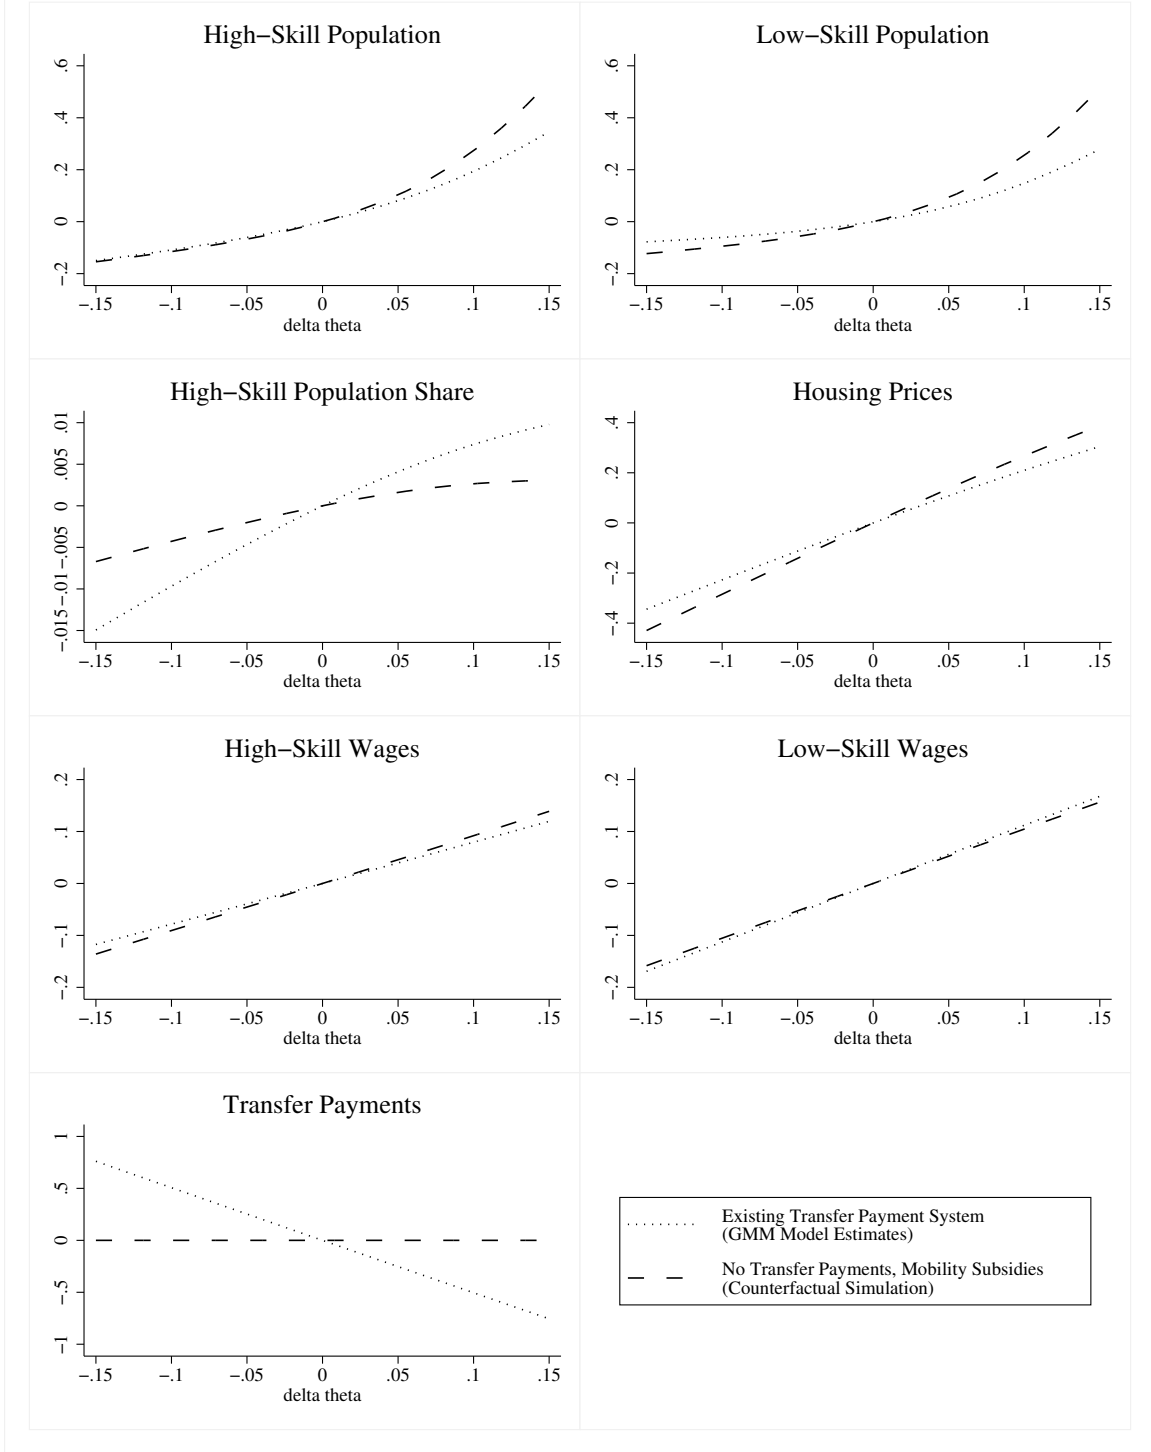 High−Skill Population
.6
.4
.2
0
−.2
−.15 −.1 −.05 0 .05 .1 .15
delta theta
Low−Skill Population
.6
.4
.2
0
−.2
−.15 −.1 −.05 0 .05 .1 .15
delta theta
High−Skill Population Share
.01
.005
0
−.005
−.01
−.015
−.15 −.1 −.05 0 .05 .1 .15
delta theta
Housing Prices
.4
.2
0
−.2
−.4
−.15 −.1 −.05 0 .05 .1 .15
delta theta
High−Skill Wages
.2
.1
0
−.1
−.2
−.15 −.1 −.05 0 .05 .1 .15
delta theta
Low−Skill Wages
.2
.1
0
−.1
−.2
−.15 −.1 −.05 0 .05 .1 .15
delta theta
Transfer Payments
1
.5
0
−.5
−1
−.15 −.1 −.05 0 .05 .1 .15
delta theta
Existing Transfer Payment System
(GMM Model Estimates)
No Transfer Payments, Mobility Subsidies
(Counterfactual Simulation)